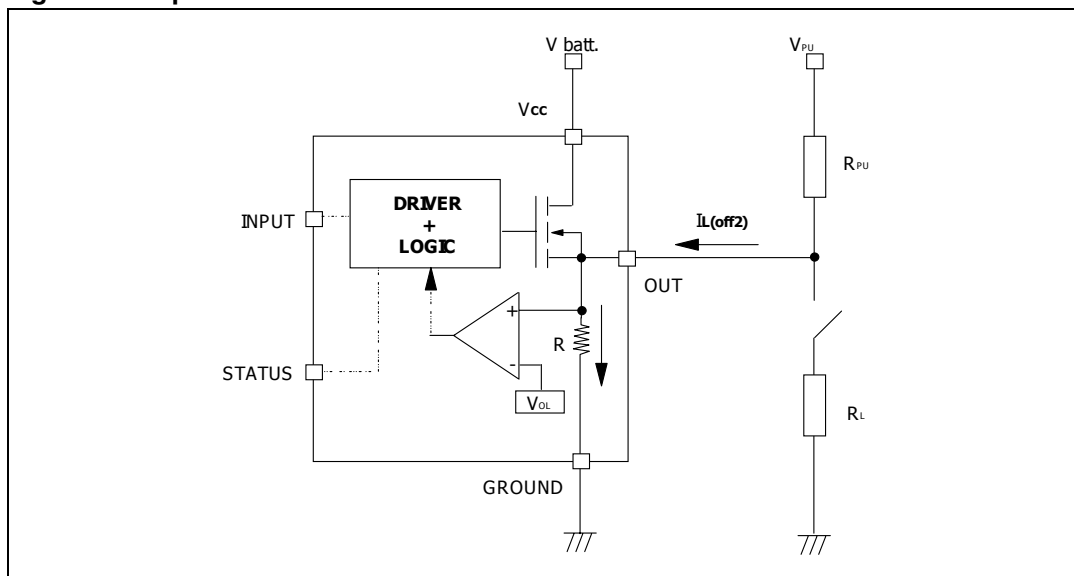 V batt.
VPU
Vcc
RPU
DRIVER
+
LOGIC
INPUT
IL(off2)
OUT
+
R
-
STATUS
VOL
RL
GROUND